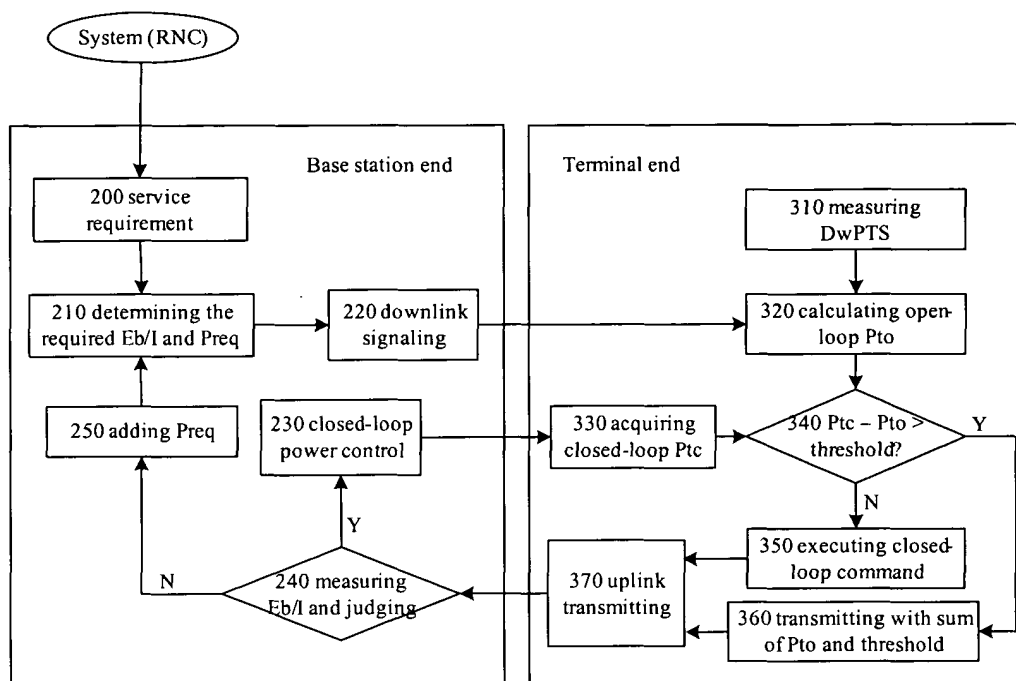 System (RNC)
Base station end
200 service
requirement
210 determining the
required Eb/I and Preq
220 downlink
signaling
250 adding Preq
230 closed-loop
power control
Y
N
240 measuring
Eb/I and judging
Terminal end
310 measuring
DwPTS
320 calculating open-
loop Pto
330 acquiring
closed-loop Ptc
340 Ptc – Pto >
threshold?
Y
N
350 executing closed-
loop command
370 uplink
transmitting
360 transmitting with sum
of Pto and threshold